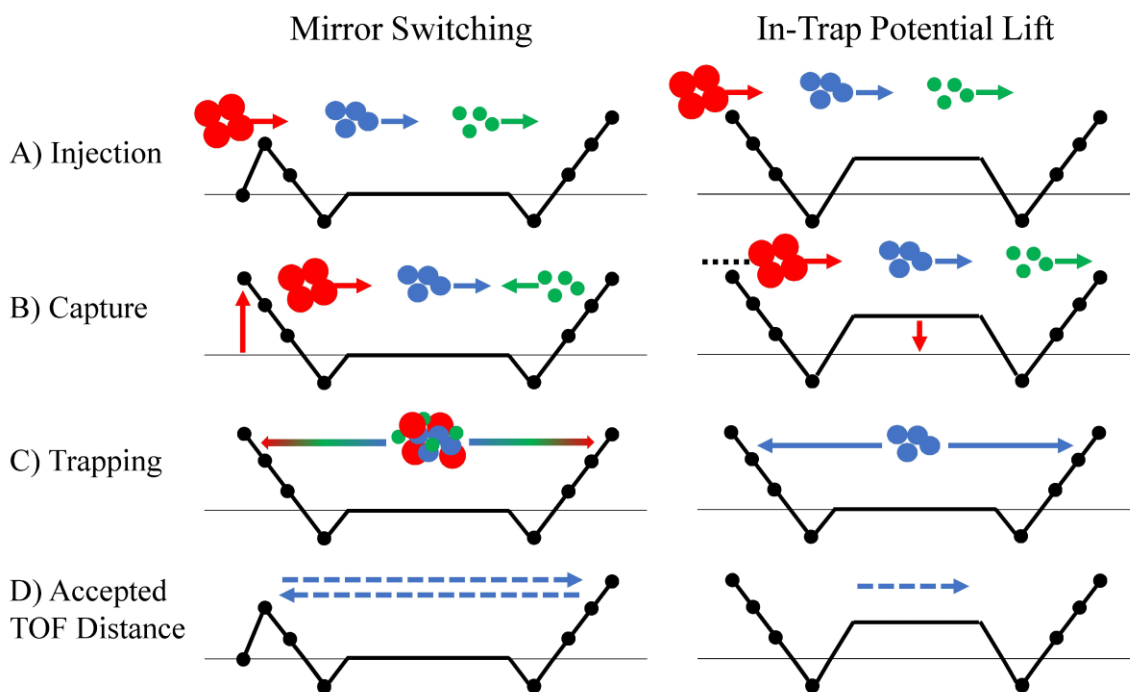 Mirror Switching
In-Trap Potential Lift
A) Injection
B) Capture
C) Trapping
D) Accepted
TOF Distance